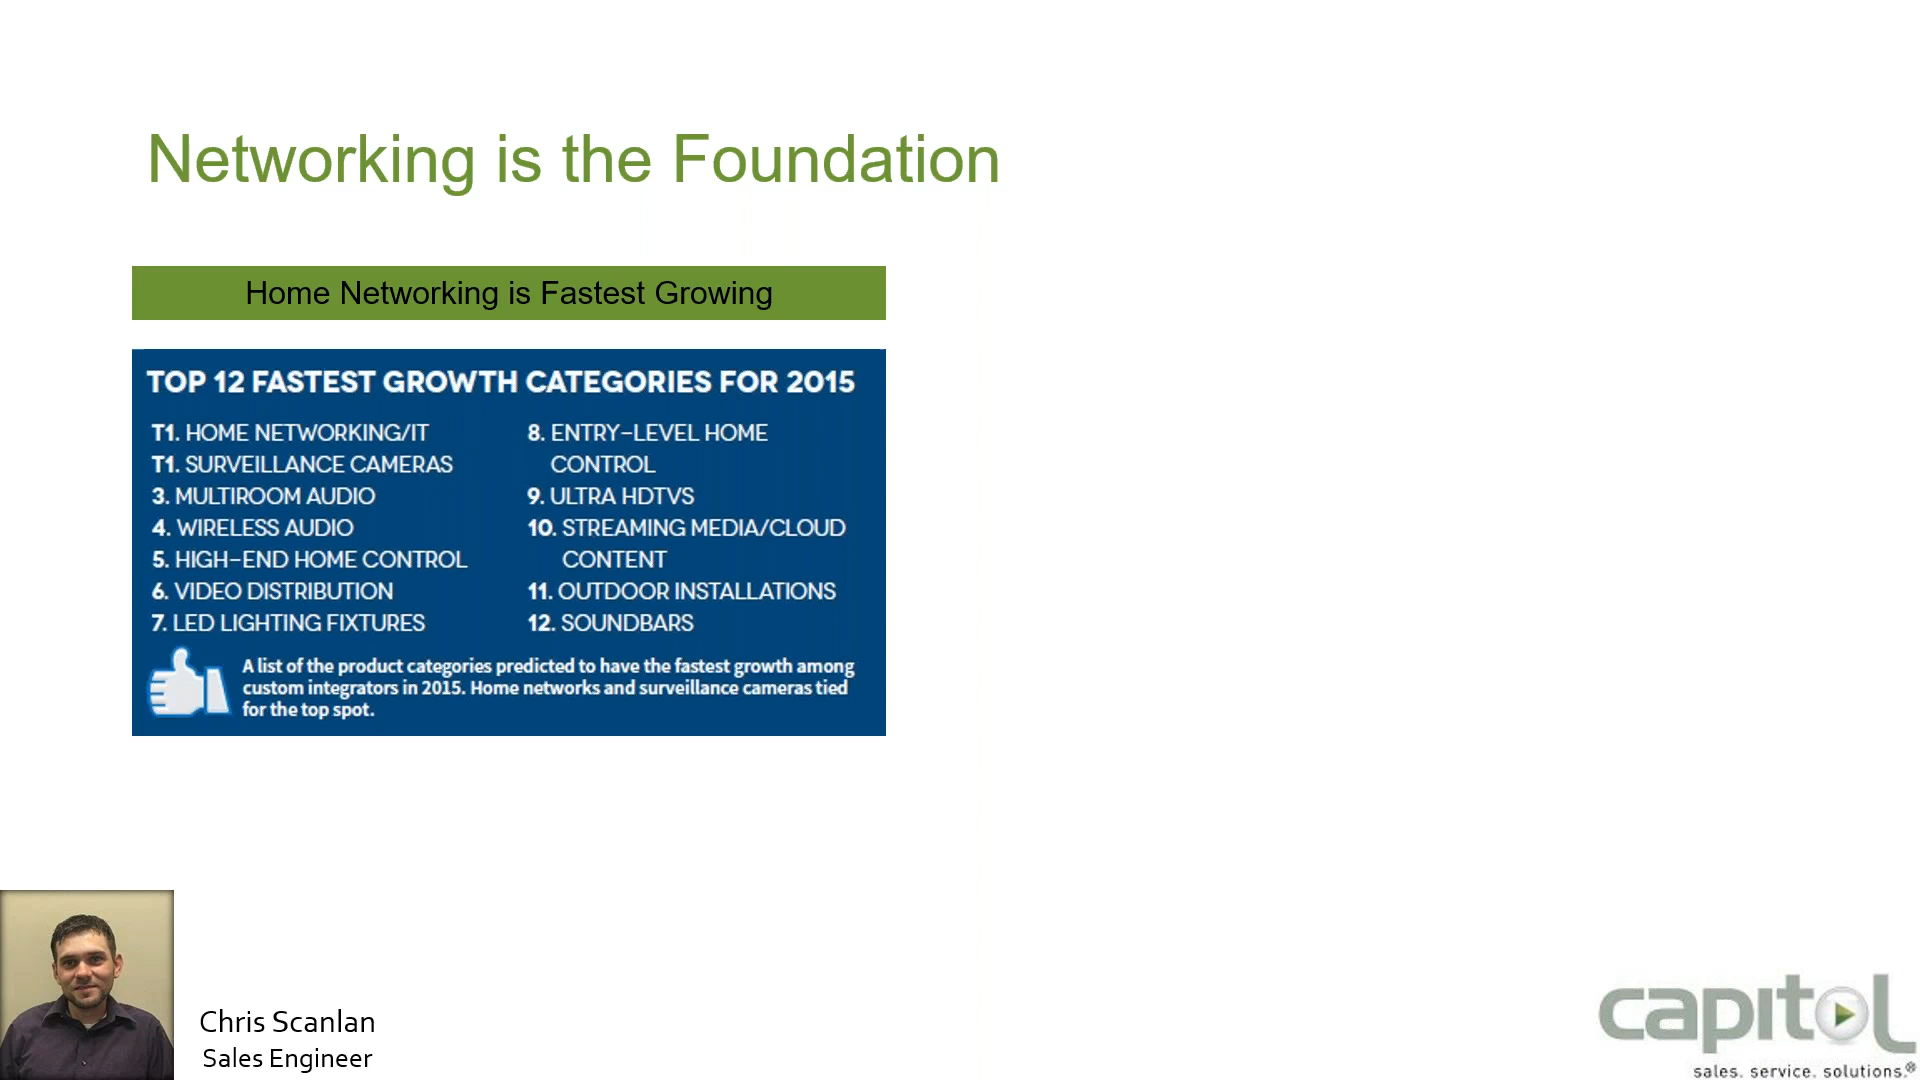 Networking is the Foundation
Home Networking is Fastest Growing
TOP 12 FASTEST GROWTH CATEGORIES FOR 2015
T1. HOME NETWORKING/IT
T1. SURVEILLANCE CAMERAS
3. MULTIROOM AUDIO
4. WIRELESS AUDIO
5. HIGH-END HOME CONTROL
6. VIDEO DISTRIBUTION
7. LED LIGHTING FIXTURES
8. ENTRY-LEVEL HOME
CONTROL
9. ULTRA HDTVS
10. STREAMING MEDIA/CLOUD
CONTENT
11. OUTDOOR INSTALLATIONS
12. SOUNDBARS
A list of the product categories predicted to have the fastest growth among
custom integrators in 2015. Home networks and surveillance cameras tied
for the top spot.
Chris Scanlan
Sales Engineer
capitol
sales. service. solutions.®